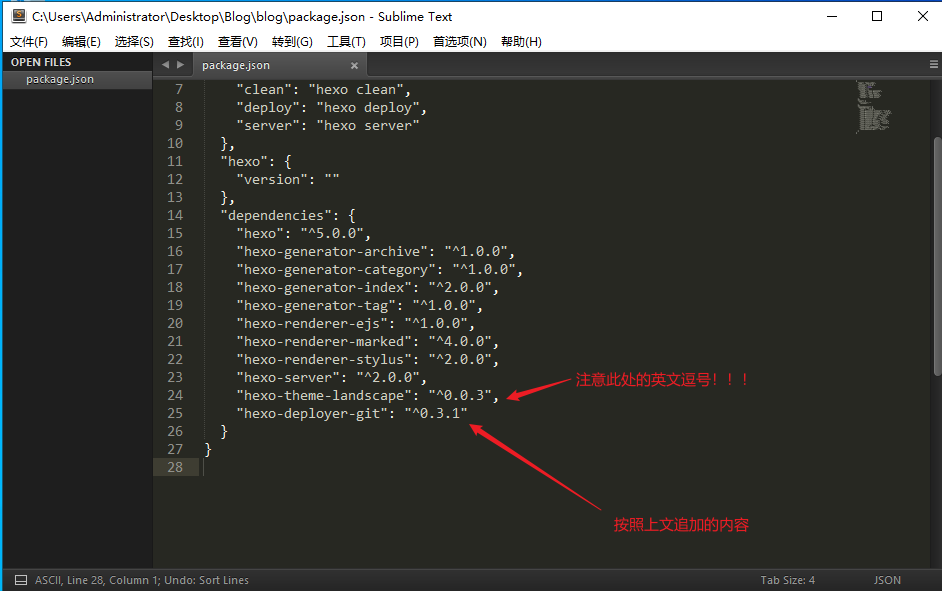 C:\Users\Administrator\Desktop\Blog\blog\package.json - Sublime Text
文件(F) 编辑(E) 选择(S) 查找(I) 查看(V) 转到(G) 工具(T) 项目(P) 首选项(N) 帮助(H)
OPEN FILES
package.json
package.json
7 "clean": "hexo clean",
8 "deploy": "hexo deploy",
9 "server": "hexo server"
10 },
11 "hexo": {
12 "version": ""
13 },
14 "dependencies": {
15 "hexo": "^5.0.0",
16 "hexo-generator-archive": "^1.0.0",
17 "hexo-generator-category": "^1.0.0",
18 "hexo-generator-index": "^2.0.0",
19 "hexo-generator-tag": "^1.0.0",
20 "hexo-renderer-ejs": "^1.0.0",
21 "hexo-renderer-marked": "^4.0.0",
22 "hexo-renderer-stylus": "^2.0.0",
23 "hexo-server": "^2.0.0",
24 "hexo-theme-landscape": "^0.0.3",
注意此处的英文逗号！！！
25 "hexo-deployer-git": "^0.3.1"
26 }
27 }
28
按照上文追加的内容
ASCII, Line 28, Column 1; Undo: Sort Lines
Tab Size: 4
JSON